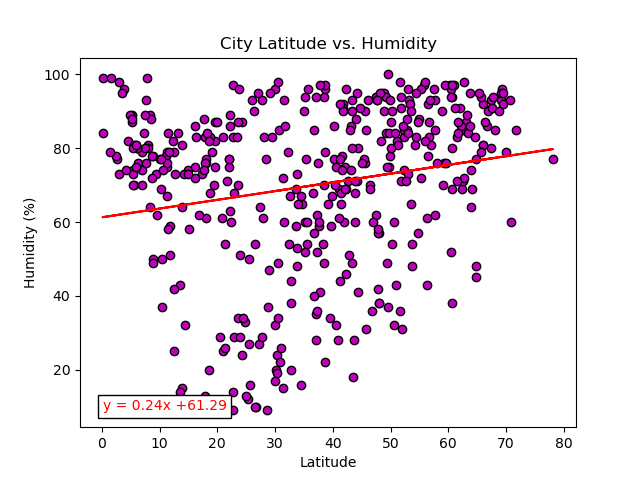 City Latitude vs. Humidity
100
80
60
40
20
Humidity (%)
y = 0.24x +61.29
0 10 20 30 40 50 60 70 80
Latitude